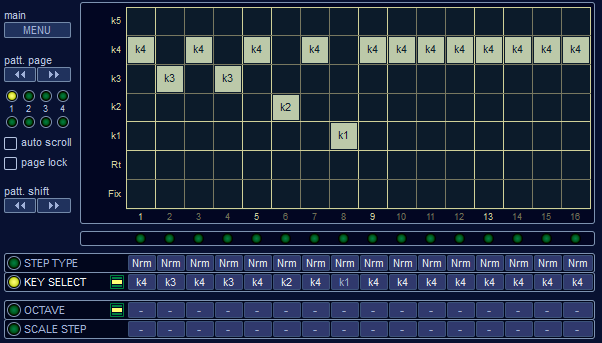 main
MENU
patt. page
1 2 3 4
auto scroll
page lock
patt. shift
k5
k4 k4 k4 k4 k4 k4 k4 k4 k4 k4 k4 k4
k3 k3 k3
k2 k2
k1 k1
Rt
Fix
1 2 3 4 5 6 7 8 9 10 11 12 13 14 15 16
STEP TYPE Nrm Nrm Nrm Nrm Nrm Nrm Nrm Nrm Nrm Nrm Nrm Nrm Nrm Nrm Nrm Nrm
KEY SELECT k4 k3 k4 k3 k4 k2 k4 k1 k4 k4 k4 k4 k4 k4 k4 k4
OCTAVE - - - - - - - - - - - - - - - -
SCALE STEP - - - - - - - - - - - - - - - -